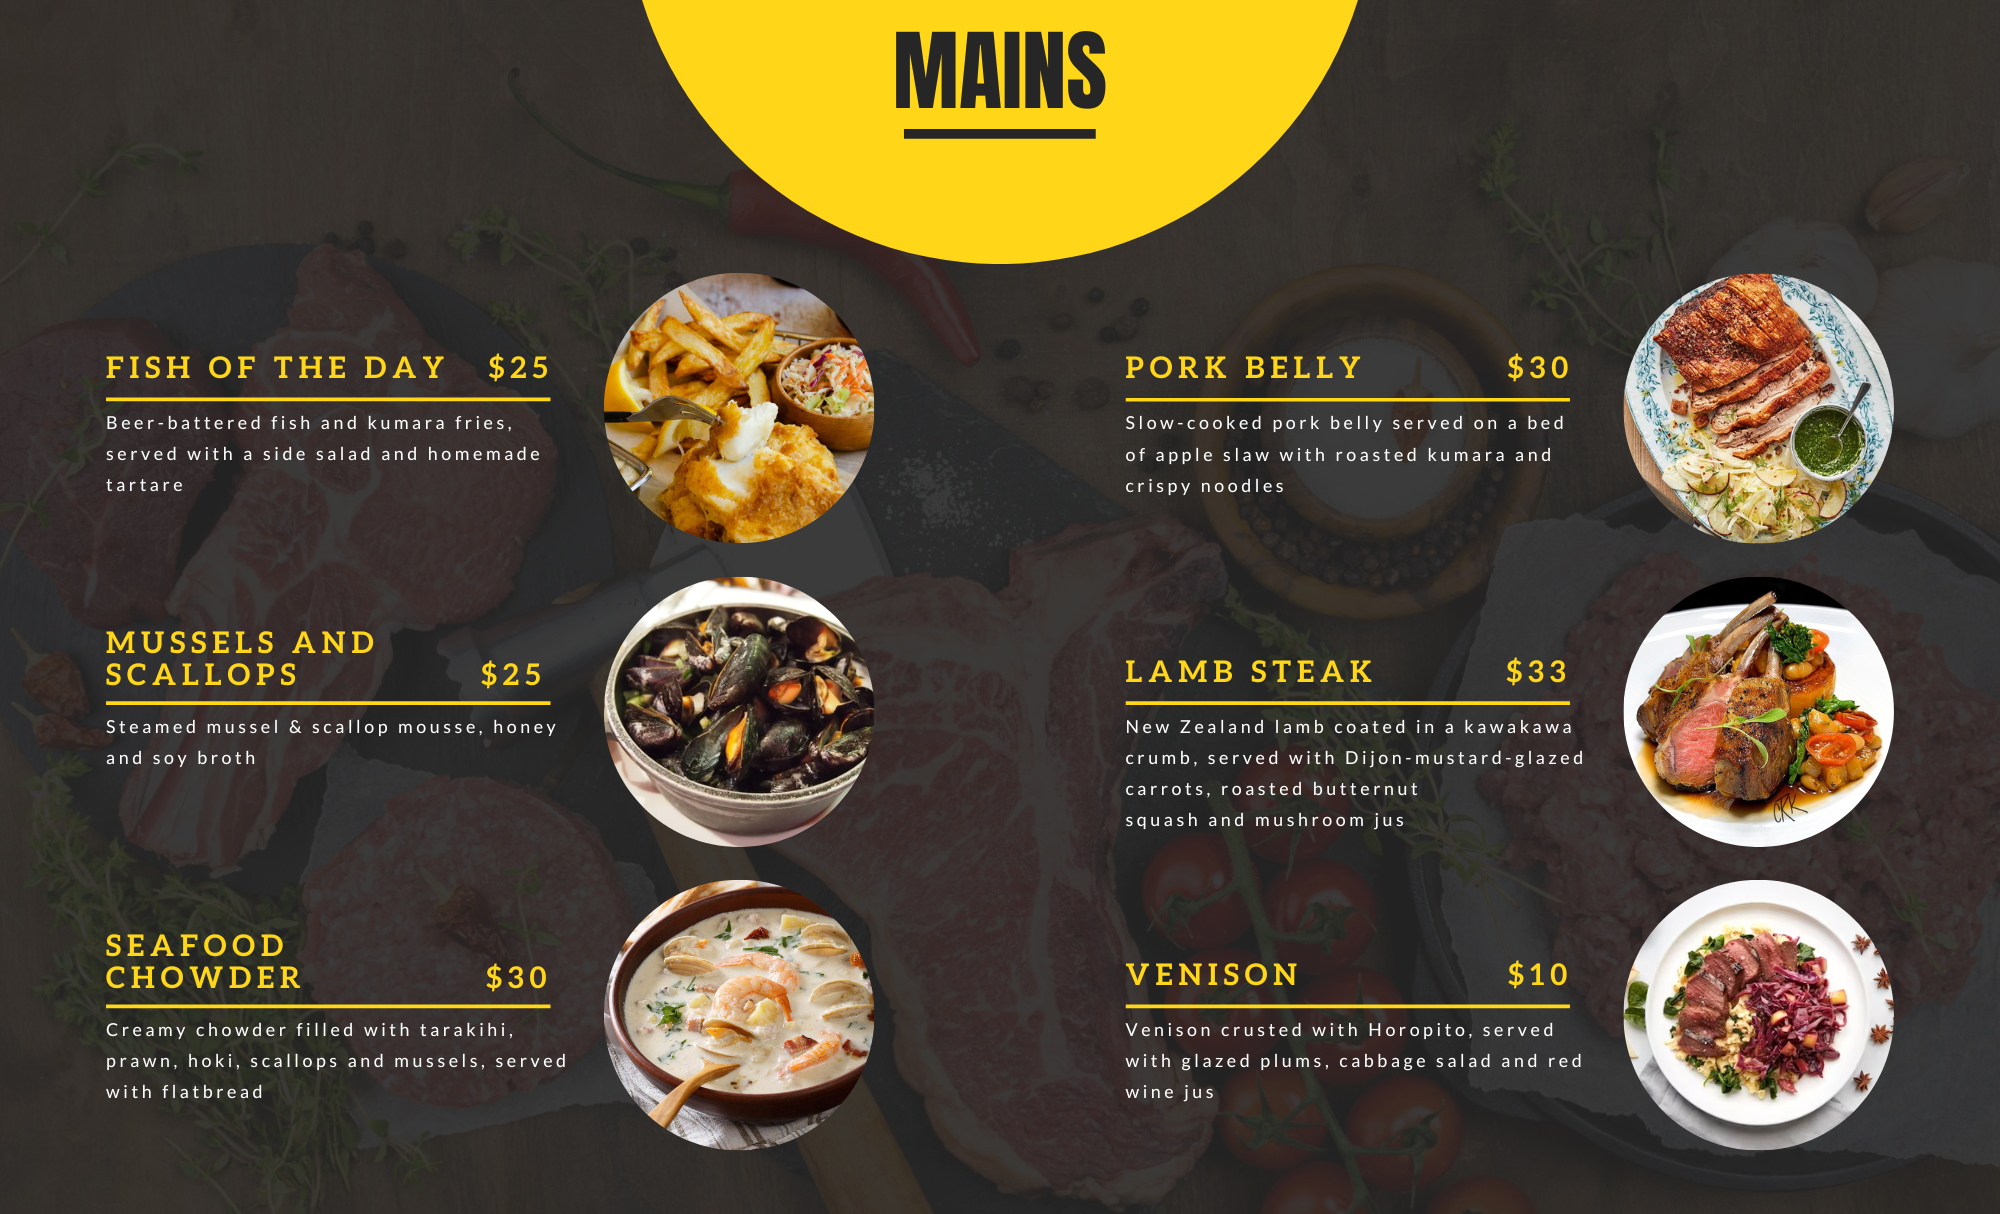 MAINS
FISH OF THE DAY $25
Beer-battered fish and kumara fries,
served with a side salad and homemade
tartare
MUSSELS AND
SCALLOPS $25
Steamed mussel & scallop mousse, honey
and soy broth
SEAFOOD
CHOWDER $30
Creamy chowder filled with tarakihi,
prawn, hoki, scallops and mussels, served
with flatbread
PORK BELLY $30
Slow-cooked pork belly served on a bed
of apple slaw with roasted kumara and
crispy noodles
LAMB STEAK $33
New Zealand lamb coated in a kawakawa
crumb, served with Dijon-mustard-glazed
carrots, roasted butternut
squash and mushroom jus
VENISON $10
Venison crusted with Horopito, served
with glazed plums, cabbage salad and red
wine jus